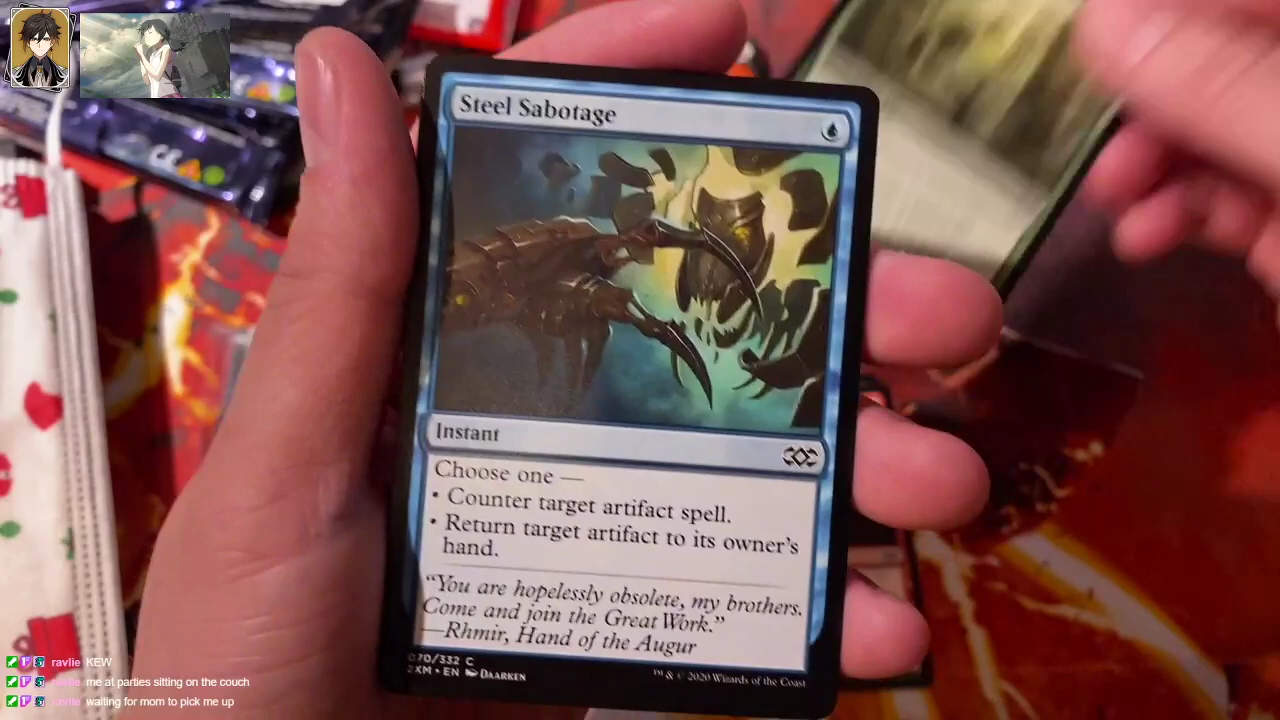 Steel Sabotage
Instant
Choose one —
• Counter target artifact spell.
• Return target artifact to its owner's
hand.
"You are hopelessly obsolete, my brothers.
Come and join the Great Work."
—Rhmir, Hand of the Augur
070/332 C
2XM • EN DAARKEN
™ & © 2020 Wizards of the Coast
ravlie KEW
ravlie me at parties sitting on the couch
ravlie waiting for mom to pick me up